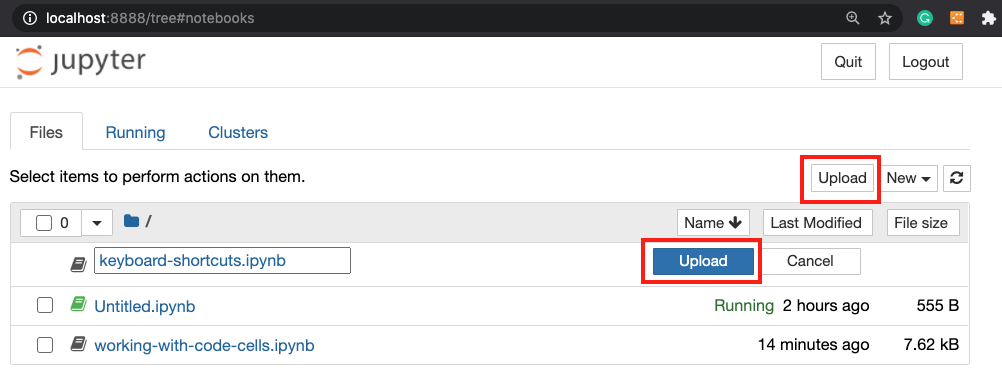 localhost:8888/tree#notebooks
jupyter
Quit
Logout
Files
Running
Clusters
Select items to perform actions on them.
Upload
New
0
/
Name
Last Modified
File size
keyboard-shortcuts.ipynb
Upload
Cancel
Untitled.ipynb
Running 2 hours ago
555 B
working-with-code-cells.ipynb
14 minutes ago
7.62 kB